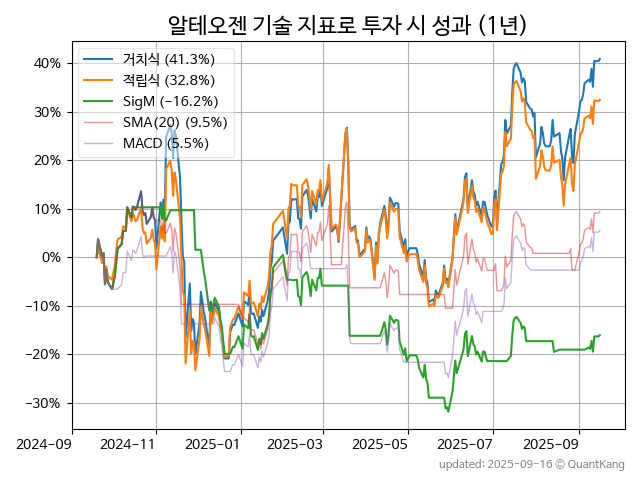 알테오젠 기술 지표로 투자 시 성과 (1년)
거치식 (41.3%)
적립식 (32.8%)
SigM (−16.2%)
SMA(20) (9.5%)
MACD (5.5%)
40%
30%
20%
10%
0%
−10%
−20%
−30%
2024-09
2024-11
2025-01
2025-03
2025-05
2025-07
2025-09
updated: 2025-09-16 © QuantKang